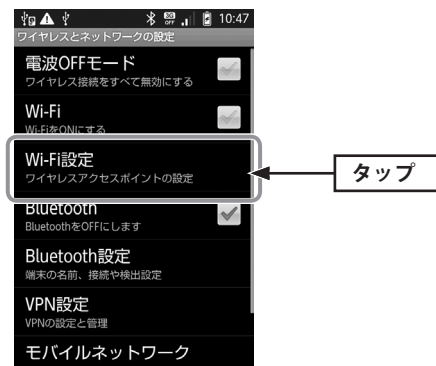 3G
OFF
10:47
ワイヤレスとネットワークの設定
電波OFFモード
ワイヤレス接続をすべて無効にする
Wi-Fi
Wi-FiをONにする
Wi-Fi設定
ワイヤレスアクセスポイントの設定
タップ
Bluetooth
BluetoothをOFFにします
Bluetooth設定
端末の名前、接続や検出設定
VPN設定
VPNの設定と管理
モバイルネットワーク